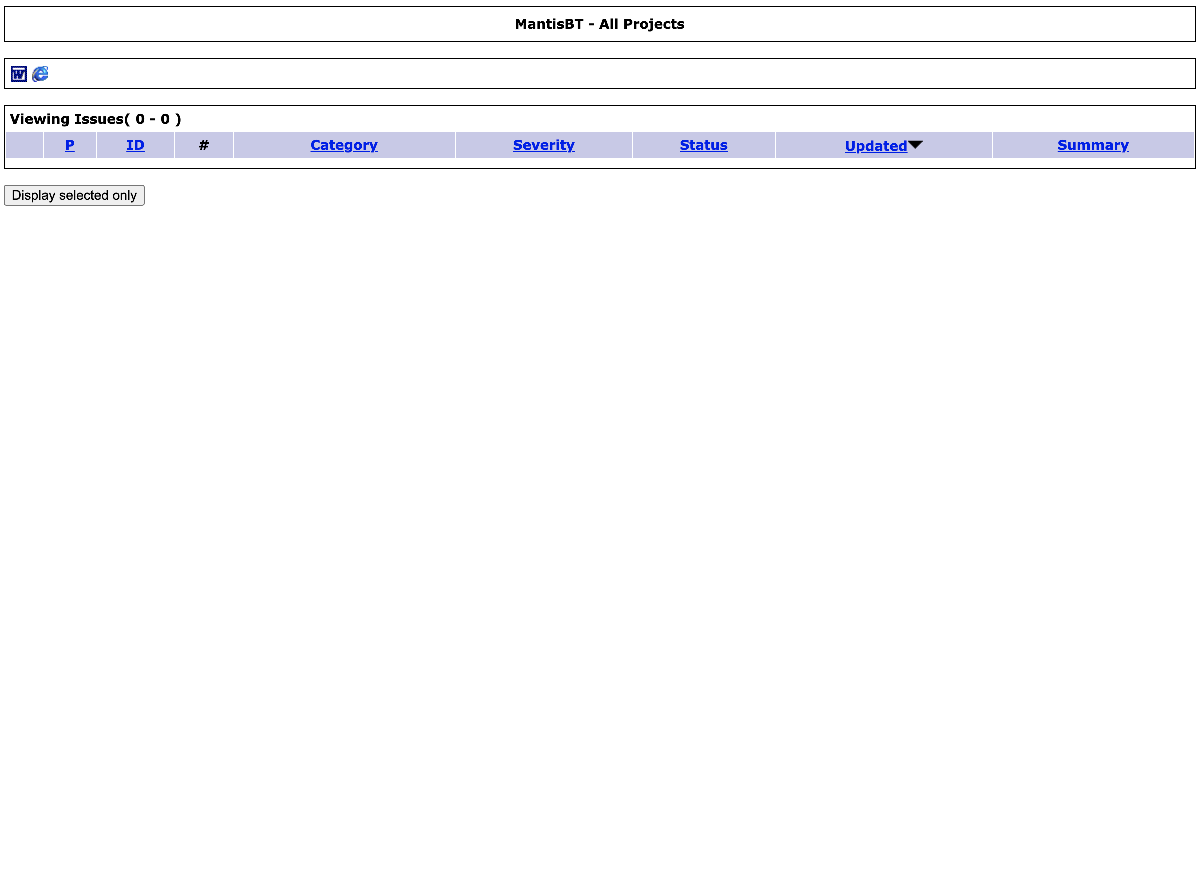 MantisBT - All Projects
Viewing Issues( 0 - 0 )
P ID # Category Severity Status Updated Summary
Display selected only